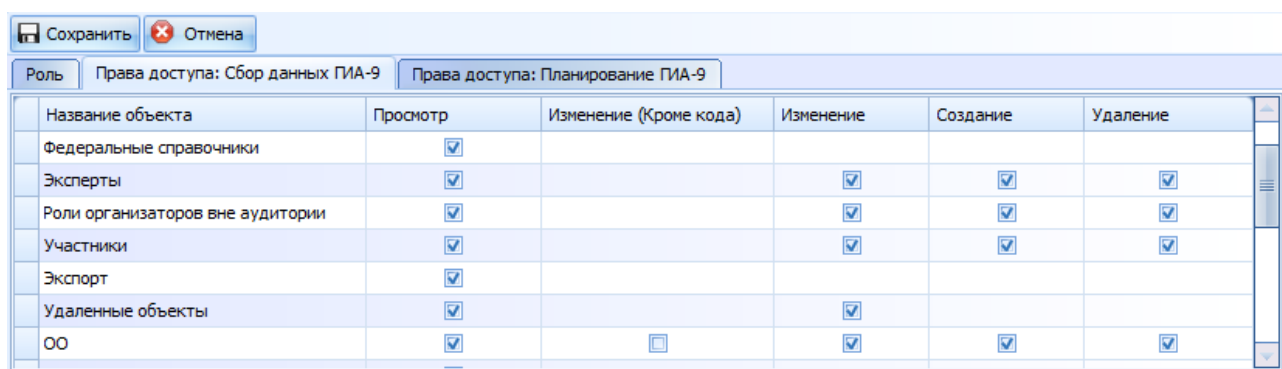 Сохранить Отмена
Роль Права доступа: Сбор данных ГИА-9 Права доступа: Планирование ГИА-9
Название объекта Просмотр Изменение (Кроме кода) Изменение Создание Удаление
Федеральные справочники
Эксперты
Роли организаторов вне аудитории
Участники
Экспорт
Удаленные объекты
ОО